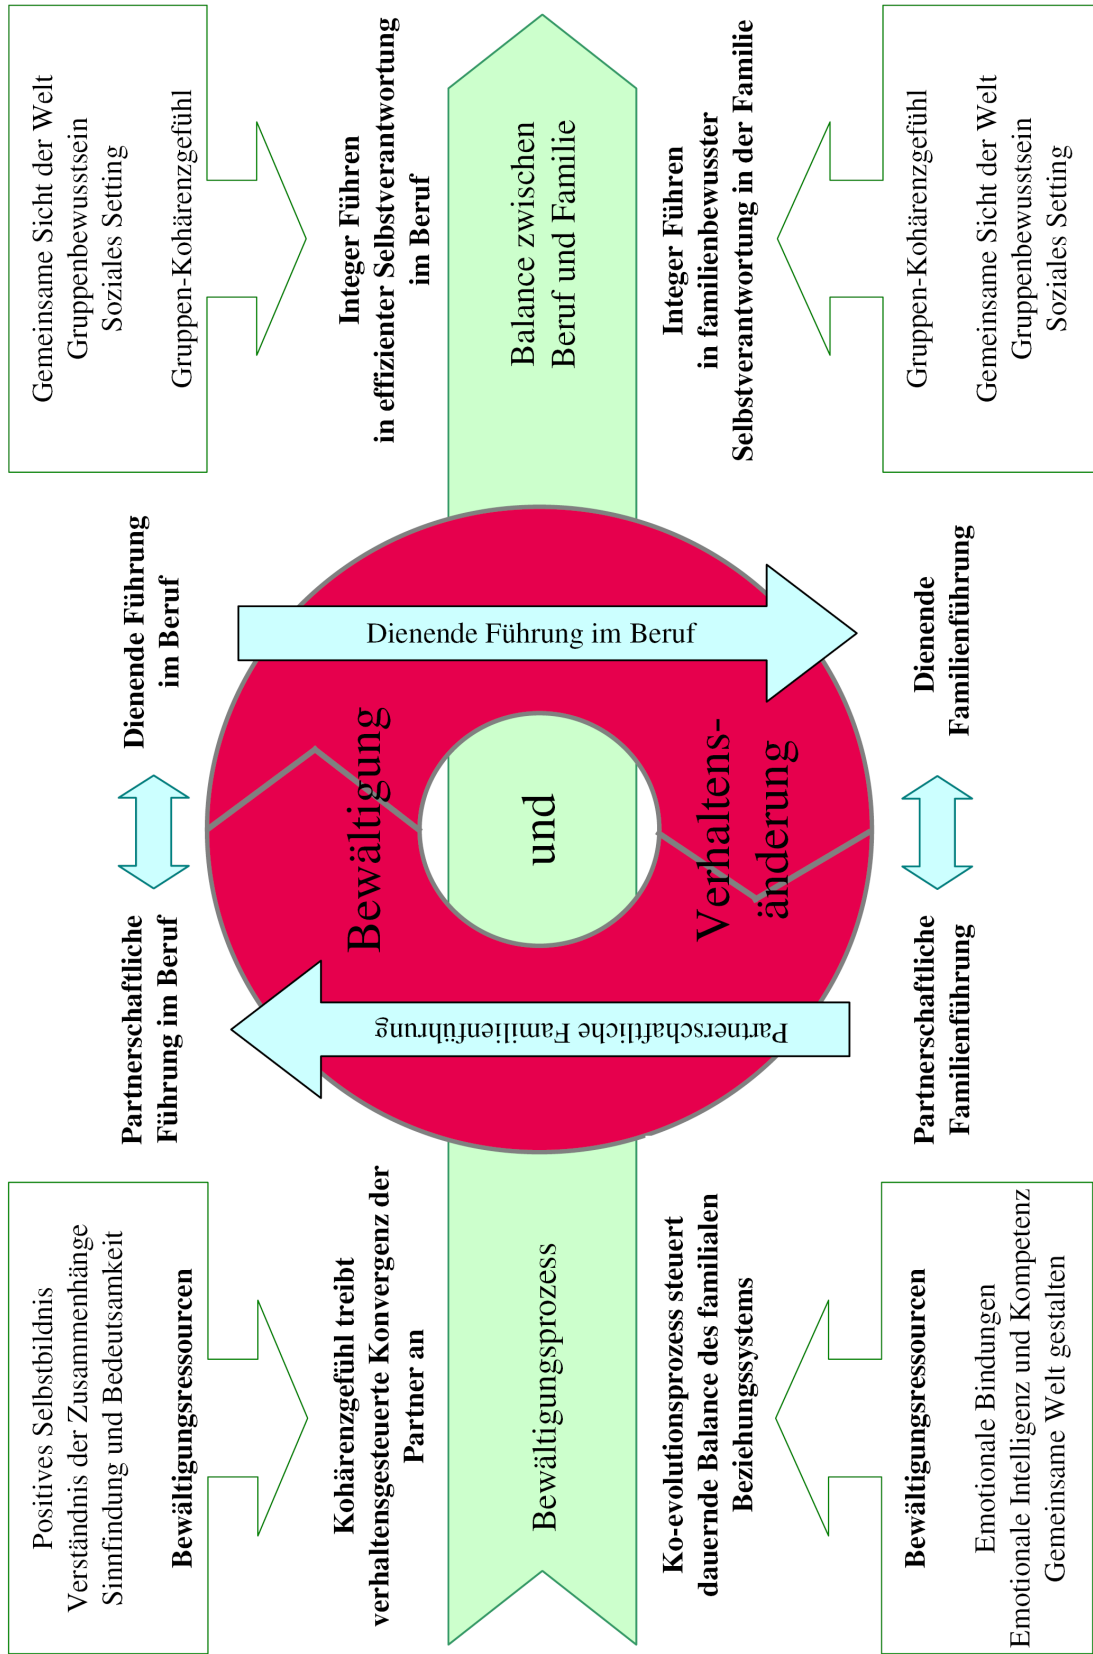 Positives Selbstbildnis
Verständnis der Zusammenhänge
Sinnfindung und Bedeutsamkeit
Bewältigungsressourcen
Partnerschaftliche
Führung im Beruf
Dienende Führung
im Beruf
Gemeinsame Sicht der Welt
Gruppenbewusstsein
Soziales Setting
Gruppen-Kohärenzgefühl
Kohärenzgefühl treibt
verhaltensgesteuerte Konvergenz der
Partner an
Integer Führen
in effizienter Selbstverantwortung
im Beruf
Bewältigungsprozess
Partnerschaftliche Familienführung
Bewältigung
und
Verhaltens-
änderung
Dienende Führung im Beruf
Balance zwischen
Beruf und Familie
Ko-evolutionsprozess steuert
dauernde Balance des familialen
Beziehungssystems
Integer Führen
in familienbewusster
Selbstverantwortung in der Familie
Bewältigungsressourcen
Emotionale Bindungen
Emotionale Intelligenz und Kompetenz
Gemeinsame Welt gestalten
Partnerschaftliche
Familienführung
Dienende
Familienführung
Gruppen-Kohärenzgefühl
Gemeinsame Sicht der Welt
Gruppenbewusstsein
Soziales Setting